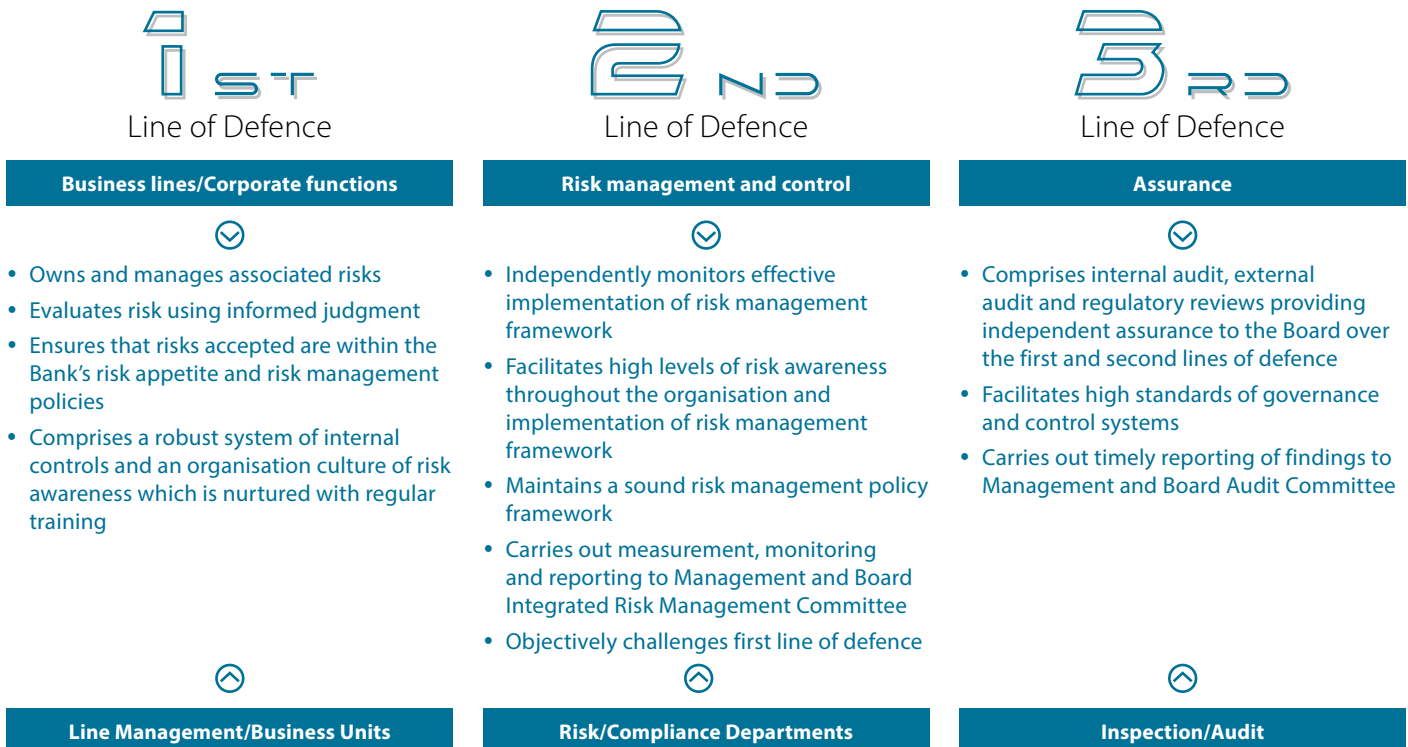 1ST
Line of Defence
Business lines/Corporate functions
• Owns and manages associated risks
• Evaluates risk using informed judgment
• Ensures that risks accepted are within the
Bank’s risk appetite and risk management
policies
• Comprises a robust system of internal
controls and an organisation culture of risk
awareness which is nurtured with regular
training
Line Management/Business Units
2ND
Line of Defence
Risk management and control
• Independently monitors effective
implementation of risk management
framework
• Facilitates high levels of risk awareness
throughout the organisation and
implementation of risk management
framework
• Maintains a sound risk management policy
framework
• Carries out measurement, monitoring
and reporting to Management and Board
Integrated Risk Management Committee
• Objectively challenges first line of defence
Risk/Compliance Departments
3RD
Line of Defence
Assurance
• Comprises internal audit, external
audit and regulatory reviews providing
independent assurance to the Board over
the first and second lines of defence
• Facilitates high standards of governance
and control systems
• Carries out timely reporting of findings to
Management and Board Audit Committee
Inspection/Audit